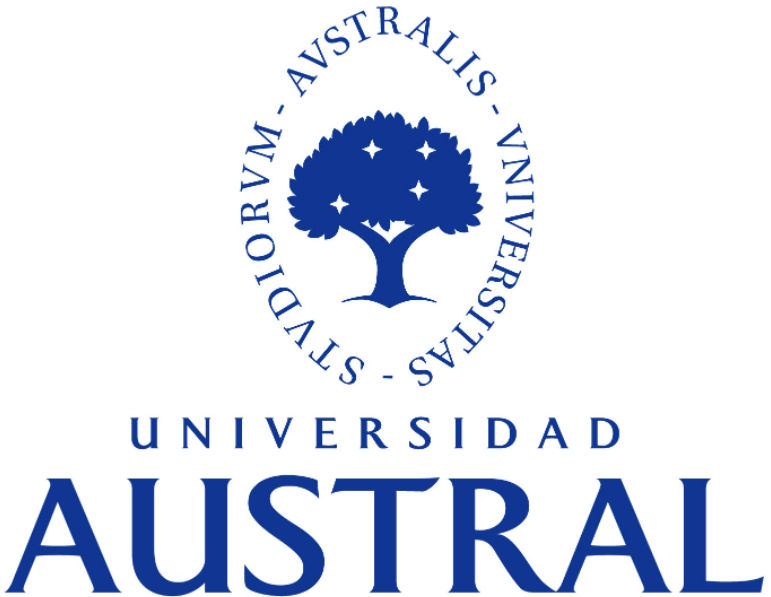 STVDIORVM - AVSTRALIS - VNIVERSITAS -
UNIVERSIDAD
AUSTRAL